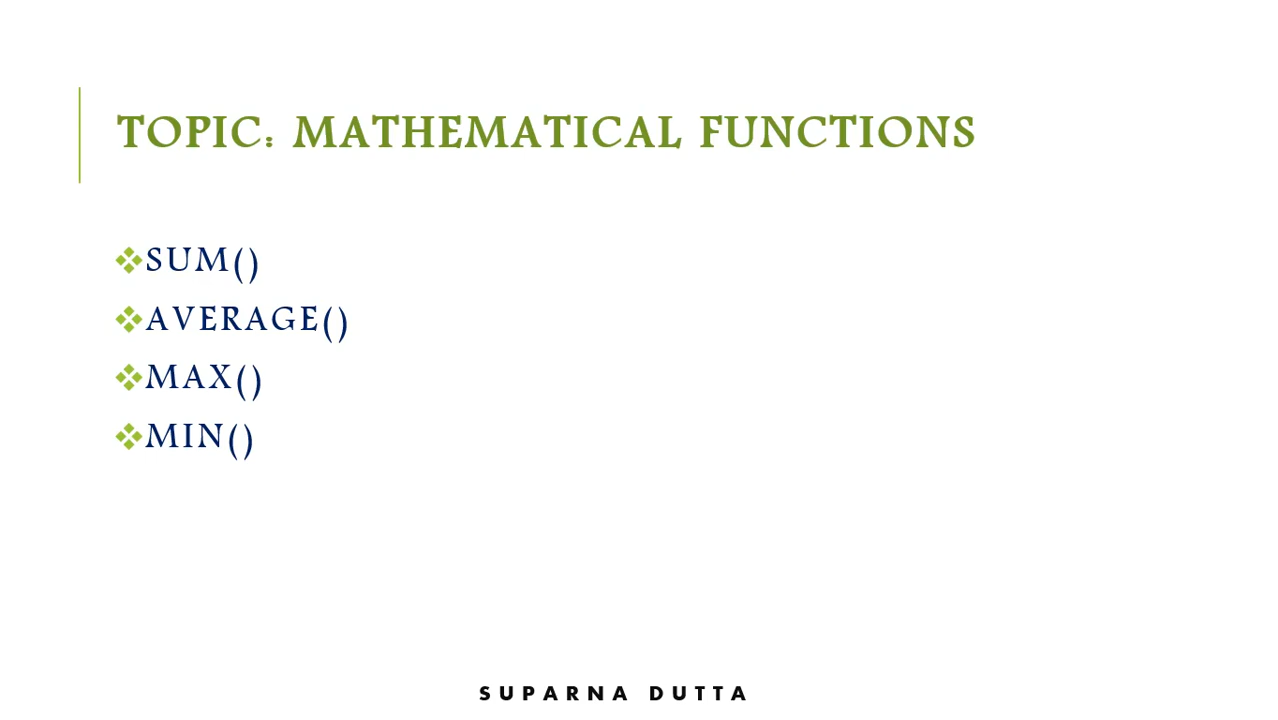 TOPIC: MATHEMATICAL FUNCTIONS
❖SUM()
❖AVERAGE()
❖MAX()
❖MIN()
SUPARNA DUTTA